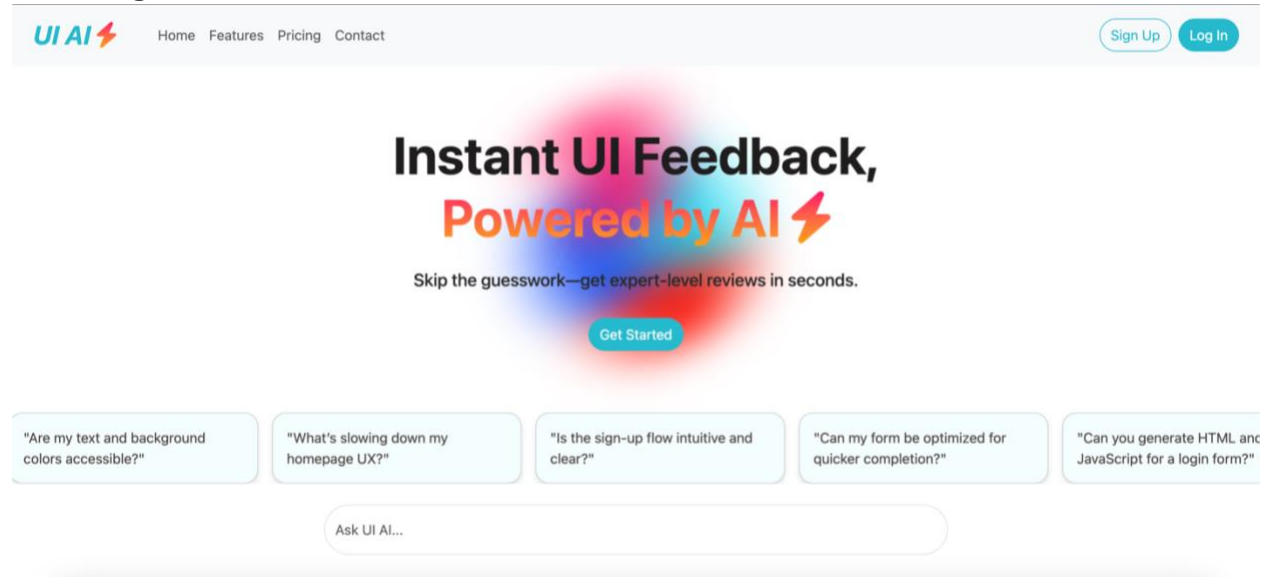 UI AI
Home Features Pricing Contact
Sign Up
Log In
Instant UI Feedback,
Powered by AI
Skip the guesswork—get expert-level reviews in seconds.
Get Started
"Are my text and background
colors accessible?"
"What's slowing down my
homepage UX?"
"Is the sign-up flow intuitive and
clear?"
"Can my form be optimized for
quicker completion?"
"Can you generate HTML and
JavaScript for a login form?"
Ask UI AI...